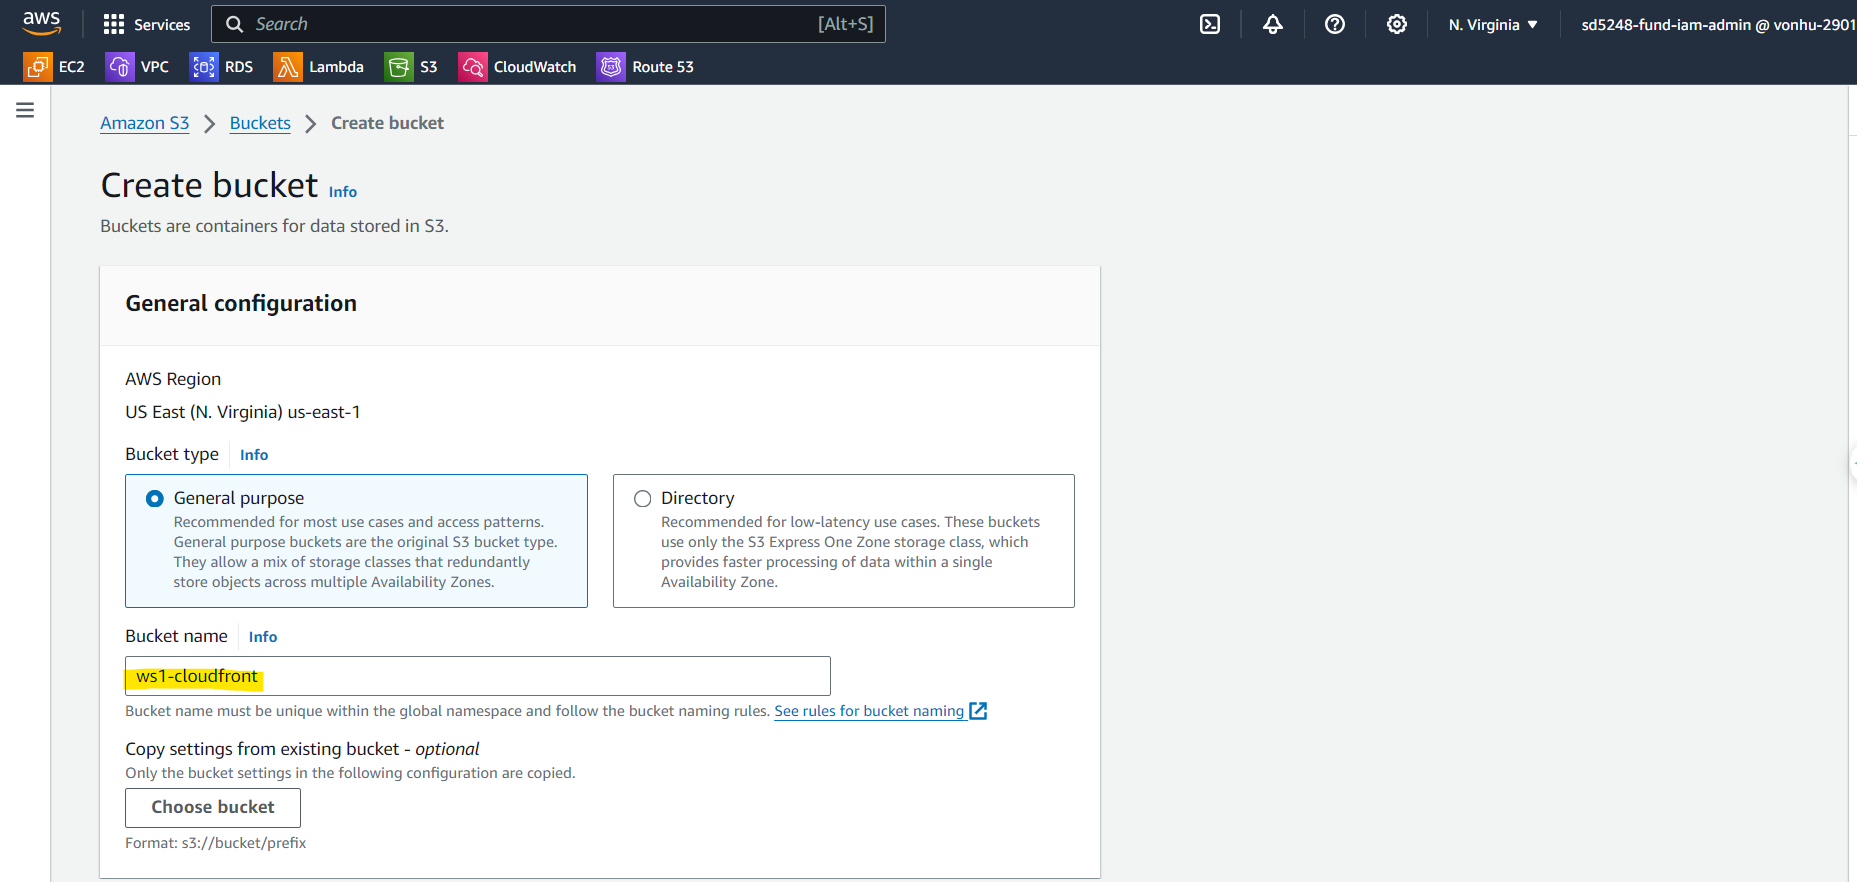 aws Services Search [Alt+S] N. Virginia ▼ sd5248-fund-iam-admin @ vonhu-2901
EC2 VPC RDS Lambda S3 CloudWatch Route 53
Amazon S3 > Buckets > Create bucket
Create bucket Info
Buckets are containers for data stored in S3.
General configuration
AWS Region
US East (N. Virginia) us-east-1
Bucket type Info
General purpose
Recommended for most use cases and access patterns.
General purpose buckets are the original S3 bucket type.
They allow a mix of storage classes that redundantly
store objects across multiple Availability Zones.
Directory
Recommended for low-latency use cases. These buckets
use only the S3 Express One Zone storage class, which
provides faster processing of data within a single
Availability Zone.
Bucket name Info
ws1-cloudfront
Bucket name must be unique within the global namespace and follow the bucket naming rules. See rules for bucket naming
Copy settings from existing bucket - optional
Only the bucket settings in the following configuration are copied.
Choose bucket
Format: s3://bucket/prefix